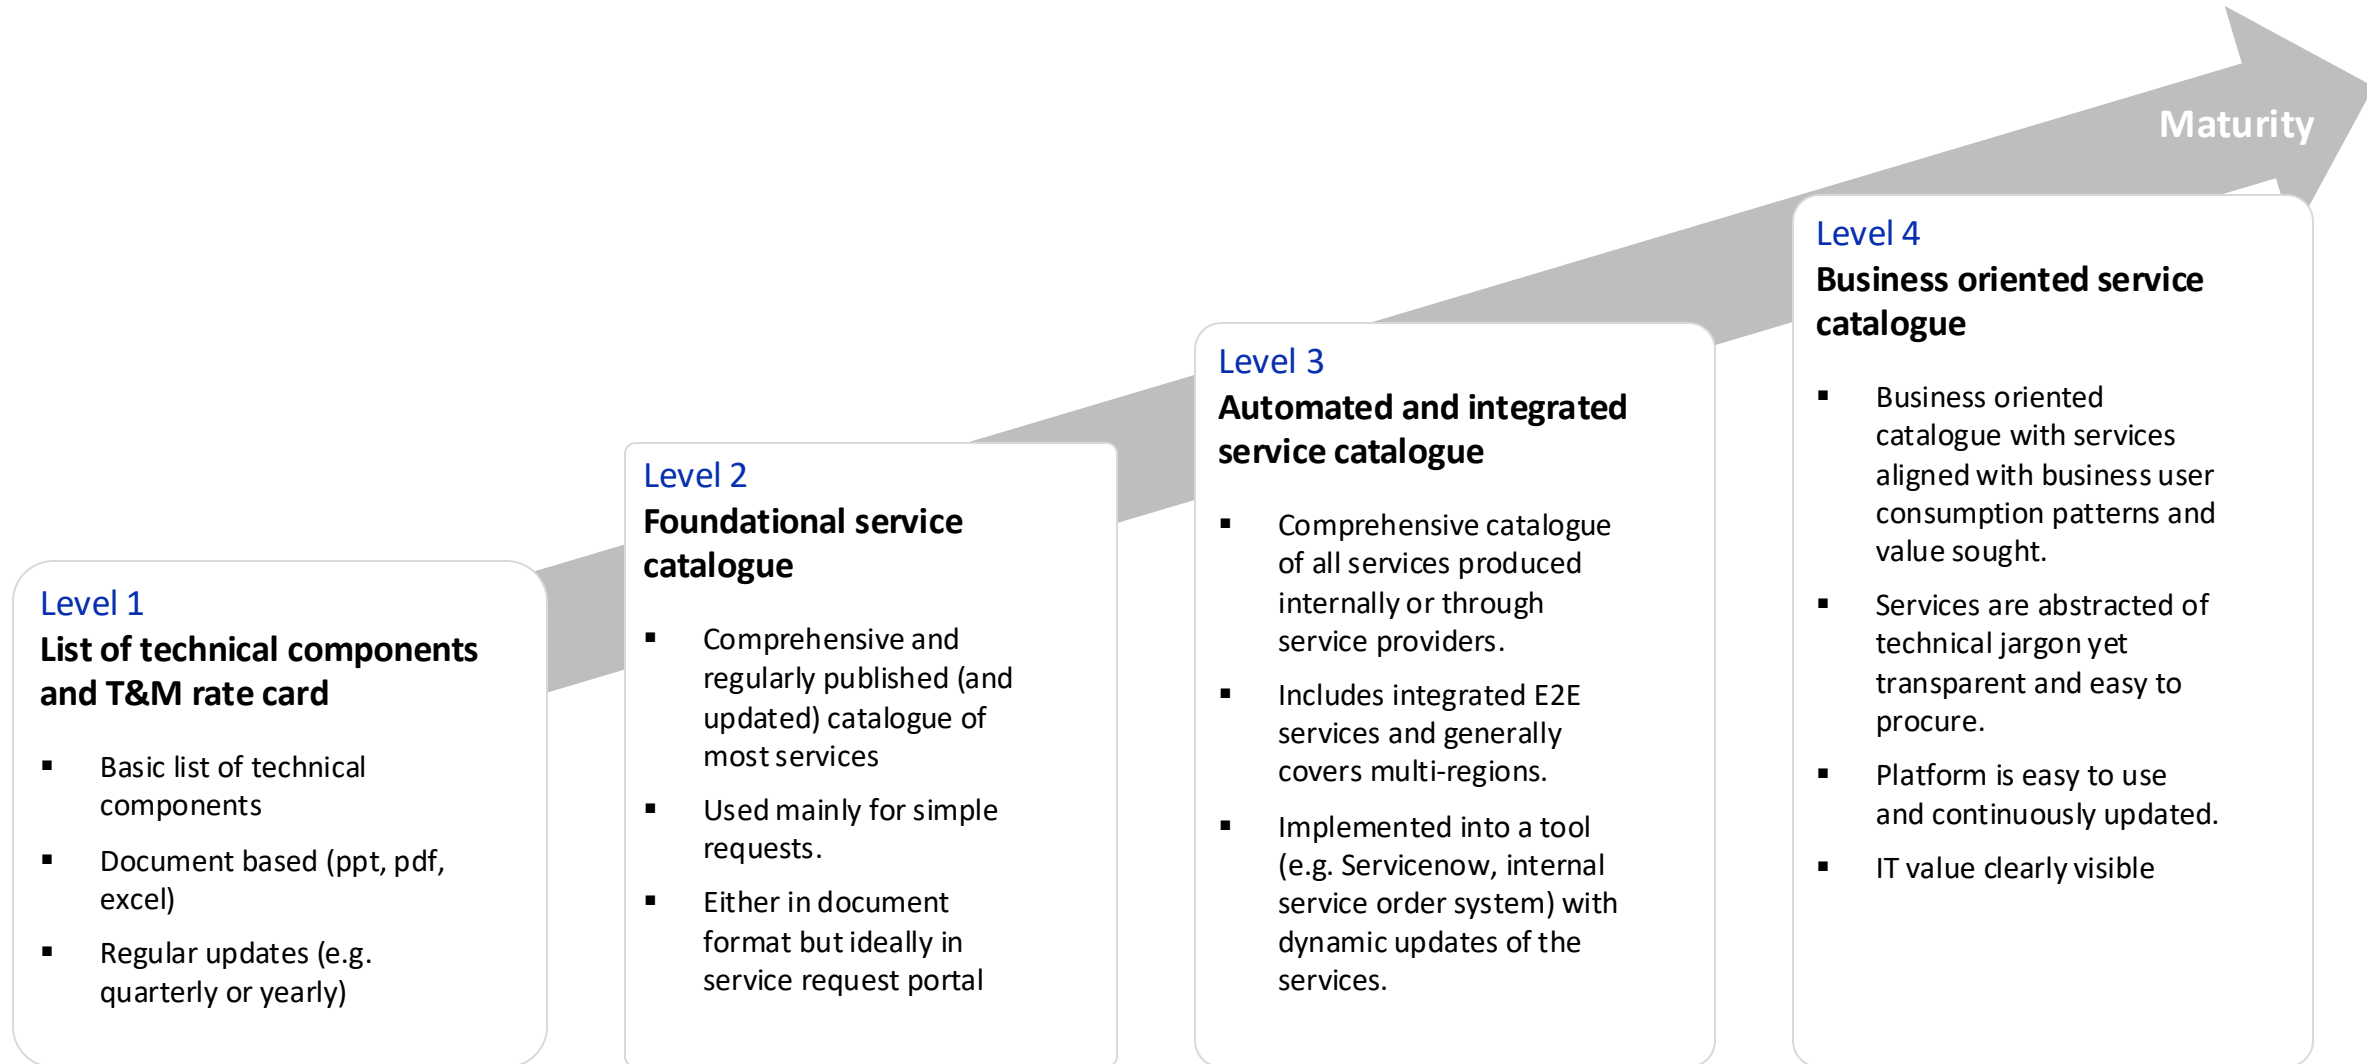 Maturity
Level 1
List of technical components
and T&M rate card
▪ Basic list of technical
components
▪ Document based (ppt, pdf,
excel)
▪ Regular updates (e.g.
quarterly or yearly)
Level 2
Foundational service
catalogue
▪ Comprehensive and
regularly published (and
updated) catalogue of
most services
▪ Used mainly for simple
requests.
▪ Either in document
format but ideally in
service request portal
Level 3
Automated and integrated
service catalogue
▪ Comprehensive catalogue
of all services produced
internally or through
service providers.
▪ Includes integrated E2E
services and generally
covers multi-regions.
▪ Implemented into a tool
(e.g. Servicenow, internal
service order system) with
dynamic updates of the
services.
Level 4
Business oriented service
catalogue
▪ Business oriented
catalogue with services
aligned with business user
consumption patterns and
value sought.
▪ Services are abstracted of
technical jargon yet
transparent and easy to
procure.
▪ Platform is easy to use
and continuously updated.
▪ IT value clearly visible